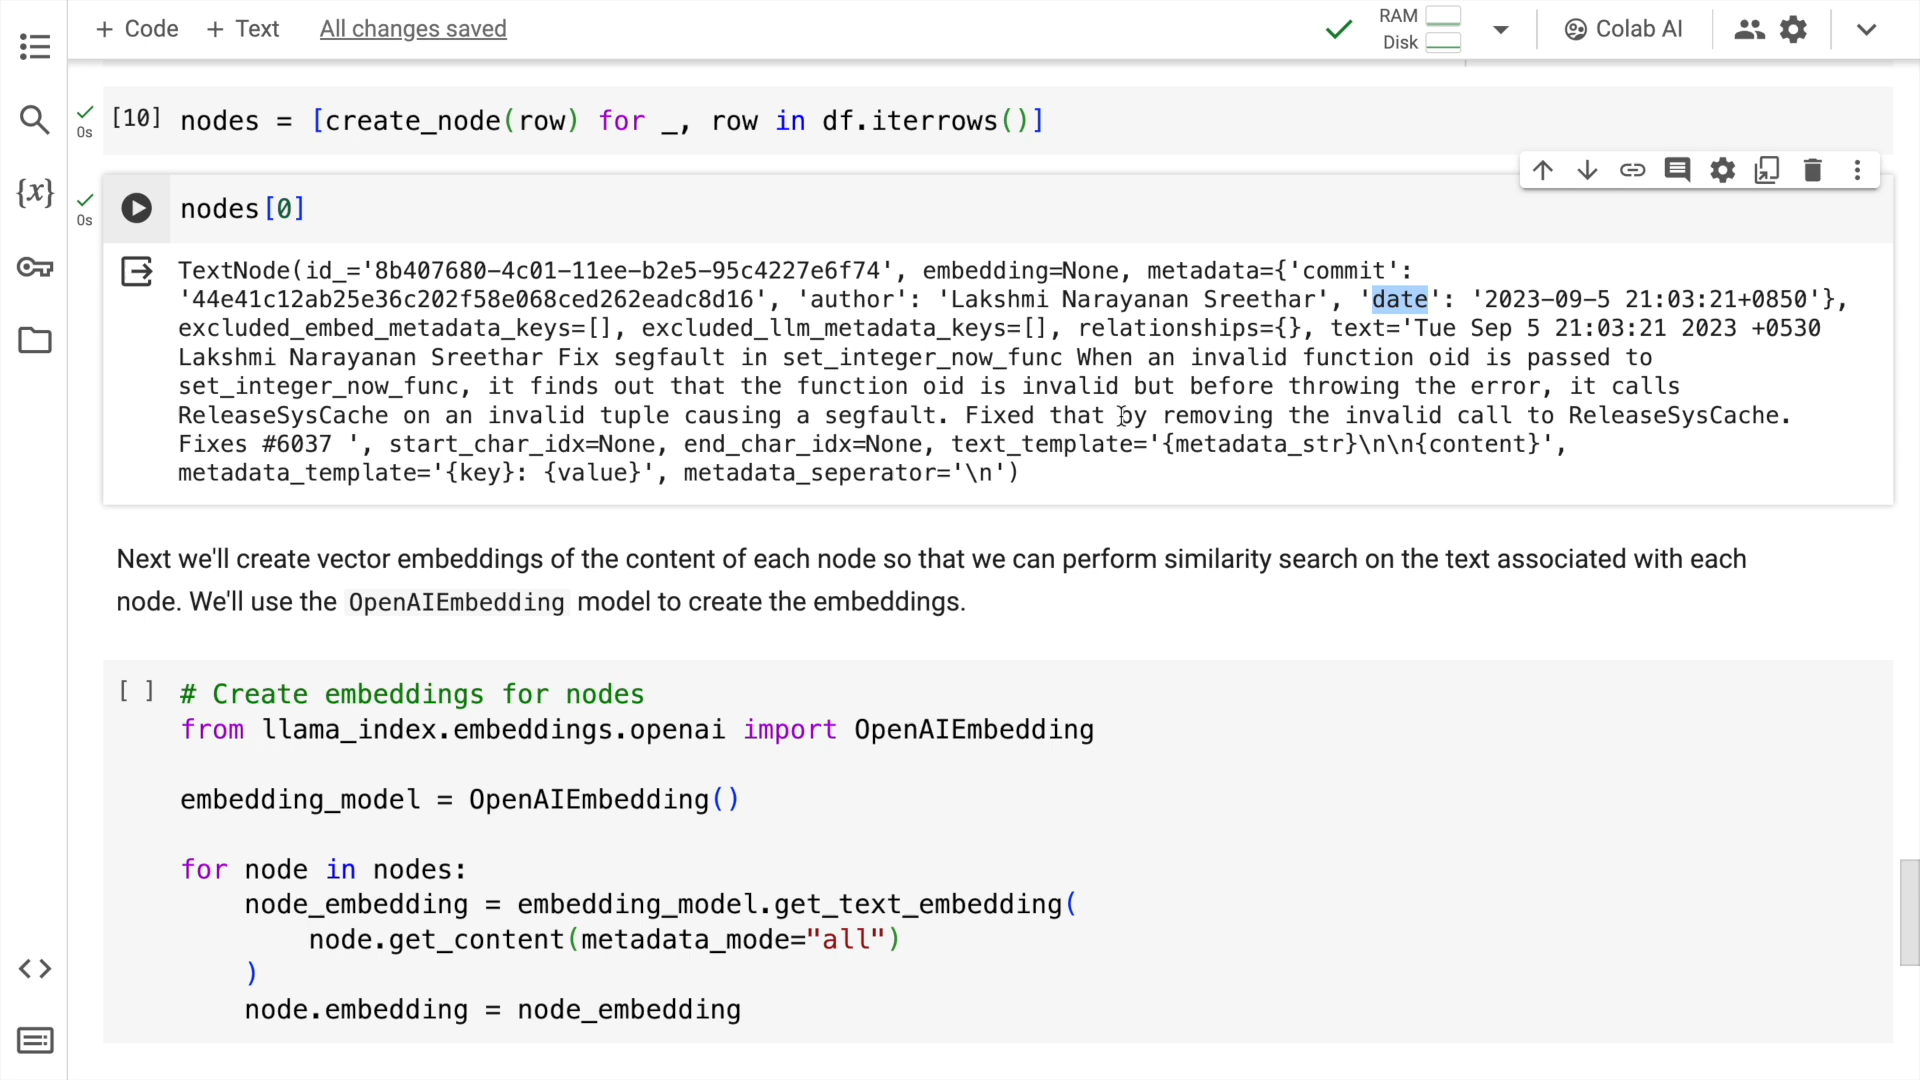 + Code + Text All changes saved RAM Disk Colab AI
{x}
0s [10] nodes = [create_node(row) for _, row in df.iterrows()]
0s nodes[0]
TextNode(id_='8b407680-4c01-11ee-b2e5-95c4227e6f74', embedding=None, metadata={'commit':
'44e41c12ab25e36c202f58e068ced262eadc8d16', 'author': 'Lakshmi Narayanan Sreethar', 'date': '2023-09-5 21:03:21+0850'},
excluded_embed_metadata_keys=[], excluded_llm_metadata_keys=[], relationships={}, text='Tue Sep 5 21:03:21 2023 +0530
Lakshmi Narayanan Sreethar Fix segfault in set_integer_now_func When an invalid function oid is passed to
set_integer_now_func, it finds out that the function oid is invalid but before throwing the error, it calls
ReleaseSysCache on an invalid tuple causing a segfault. Fixed that by removing the invalid call to ReleaseSysCache.
Fixes #6037 ', start_char_idx=None, end_char_idx=None, text_template='{metadata_str}\n\n{content}',
metadata_template='{key}: {value}', metadata_seperator='\n')
Next we'll create vector embeddings of the content of each node so that we can perform similarity search on the text associated with each
node. We'll use the OpenAIEmbedding model to create the embeddings.
[ ] # Create embeddings for nodes
from llama_index.embeddings.openai import OpenAIEmbedding
embedding_model = OpenAIEmbedding()
for node in nodes:
node_embedding = embedding_model.get_text_embedding(
node.get_content(metadata_mode="all")
)
node.embedding = node_embedding